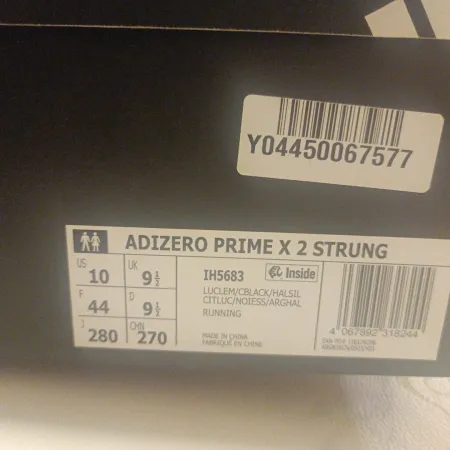 Y04450067577
ADIZERO PRIME X 2 STRUNG
US 10 UK 9½
F 44 D 9½
J 280 CHN 270
IH5683 Inside
LUCLEM/CBLACK/HALSIL
CITLUC/NOIESS/ARGHAL
RUNNING
MADE IN CHINA
FABRIQUÉ EN CHINE
4 067892 318244